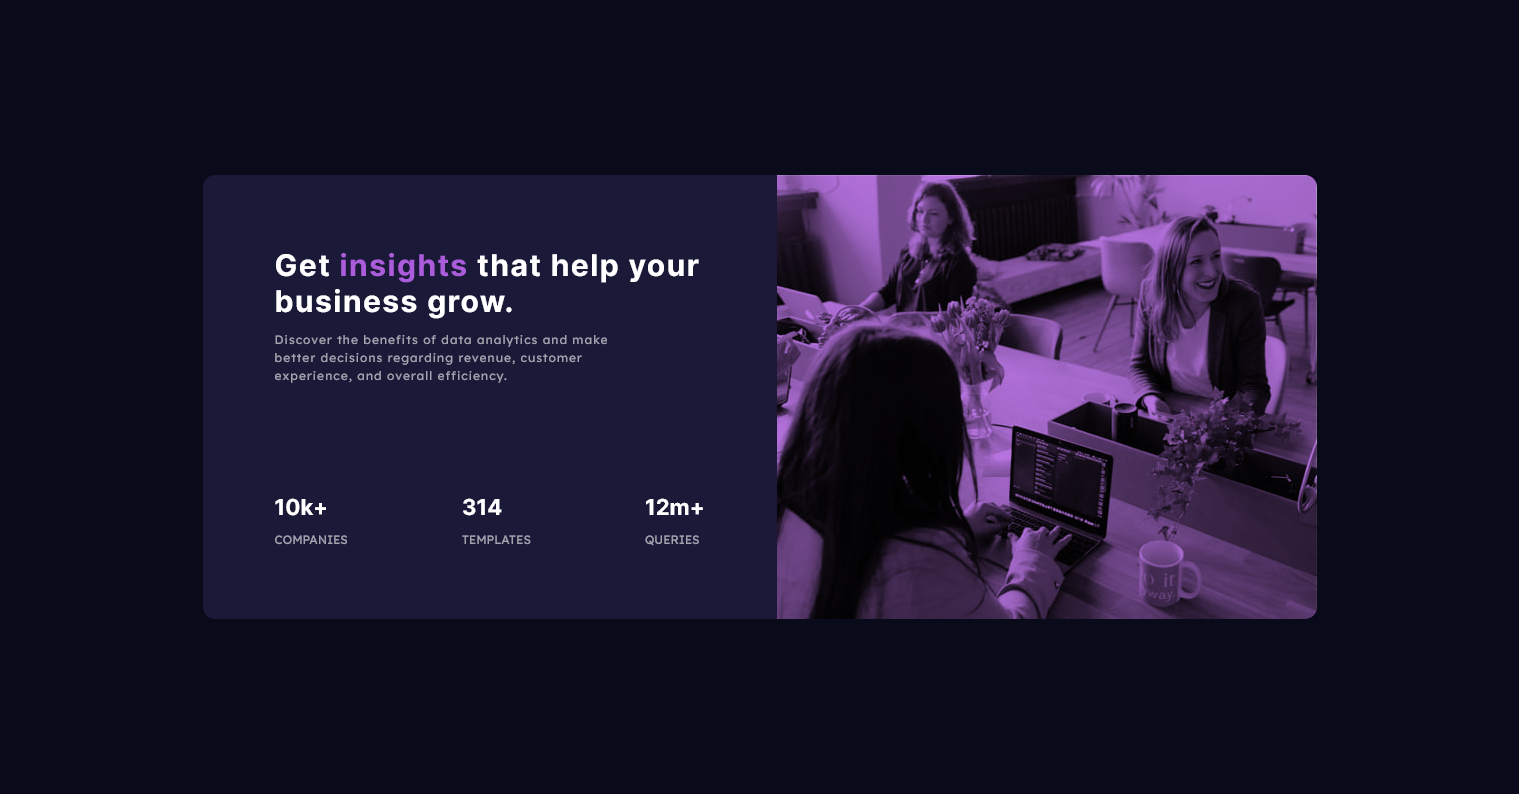 Get insights that help your
business grow.
Discover the benefits of data analytics and make
better decisions regarding revenue, customer
experience, and overall efficiency.
10k+ 314 12m+
COMPANIES TEMPLATES QUERIES